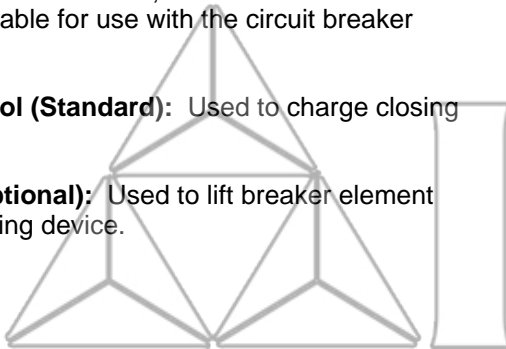 able for use with the circuit breaker
ol (Standard): Used to charge closing
ptional): Used to lift breaker element
ing device.